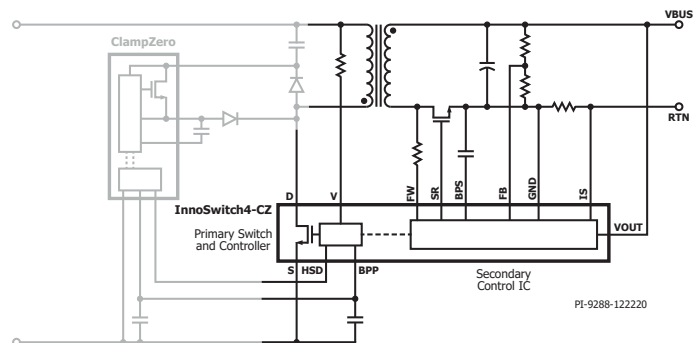 VBUS
ClampZero
RTN
D
V
FW
SR
BPS
FB
GND
IS
InnoSwitch4-CZ
VOUT
Primary Switch
and Controller
S
HSD
BPP
Secondary
Control IC
PI-9288-122220